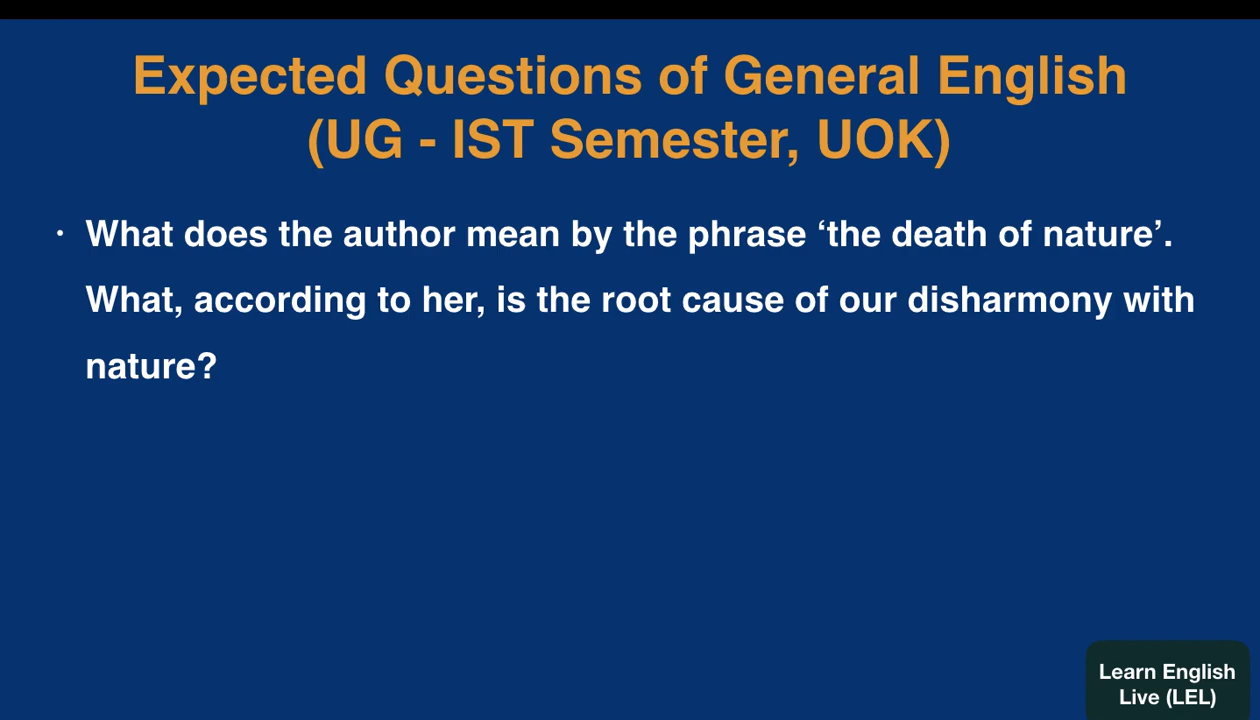 Expected Questions of General English
(UG - IST Semester, UOK)
• What does the author mean by the phrase ‘the death of nature’.
What, according to her, is the root cause of our disharmony with
nature?
Learn English
Live (LEL)